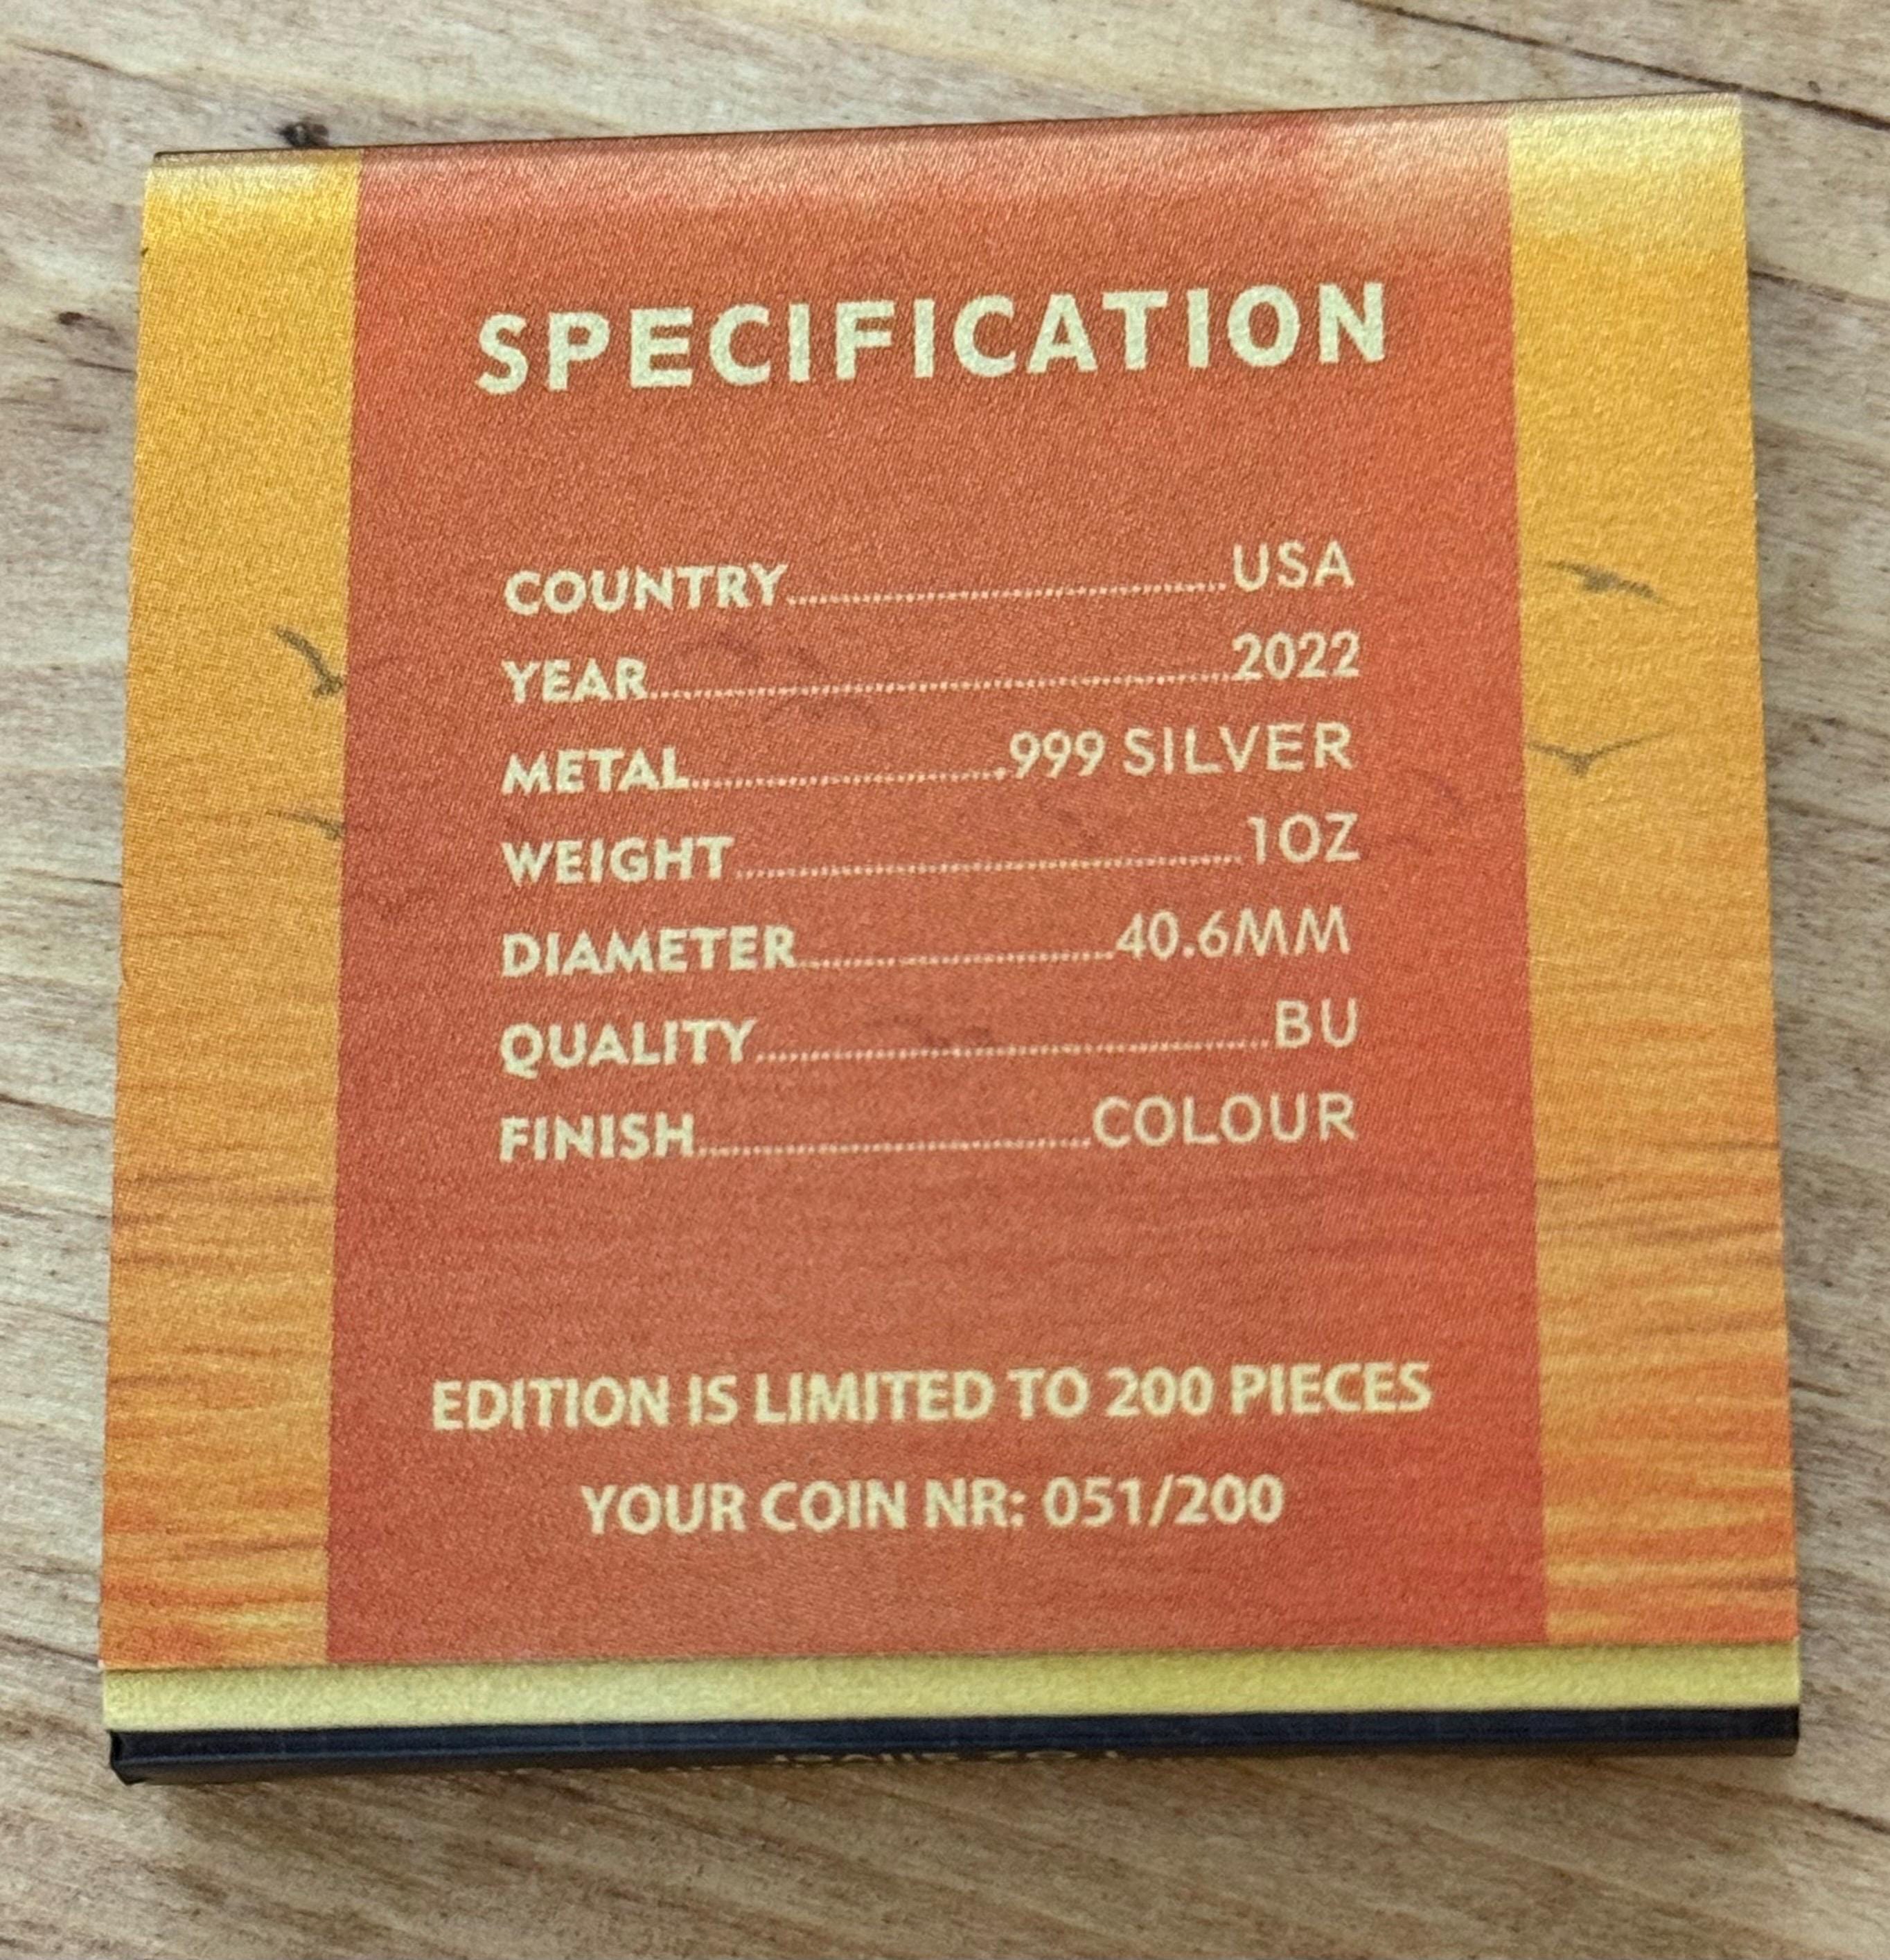 SPECIFICATION
COUNTRY........................................USA
YEAR........................................2022
METAL..............................999 SILVER
WEIGHT........................................1OZ
DIAMETER..............................40.6MM
QUALITY........................................BU
FINISH..............................COLOUR
EDITION IS LIMITED TO 200 PIECES
YOUR COIN NR: 051/200